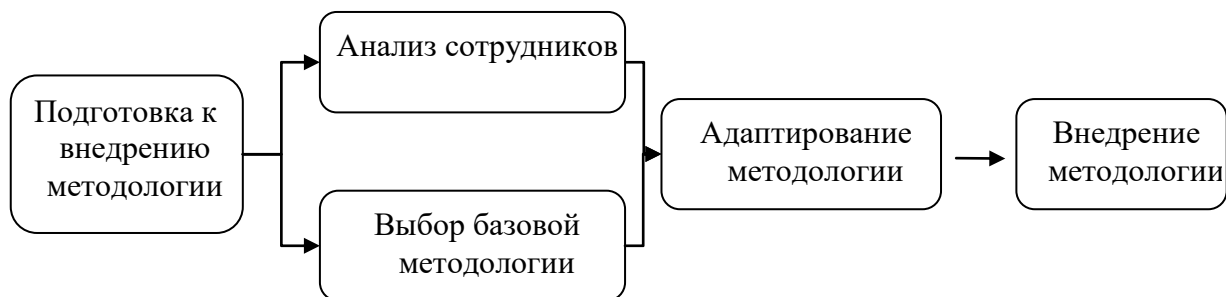 Подготовка к
внедрению
методологии
Анализ сотрудников
Выбор базовой
методологии
Адаптирование
методологии
Внедрение
методологии